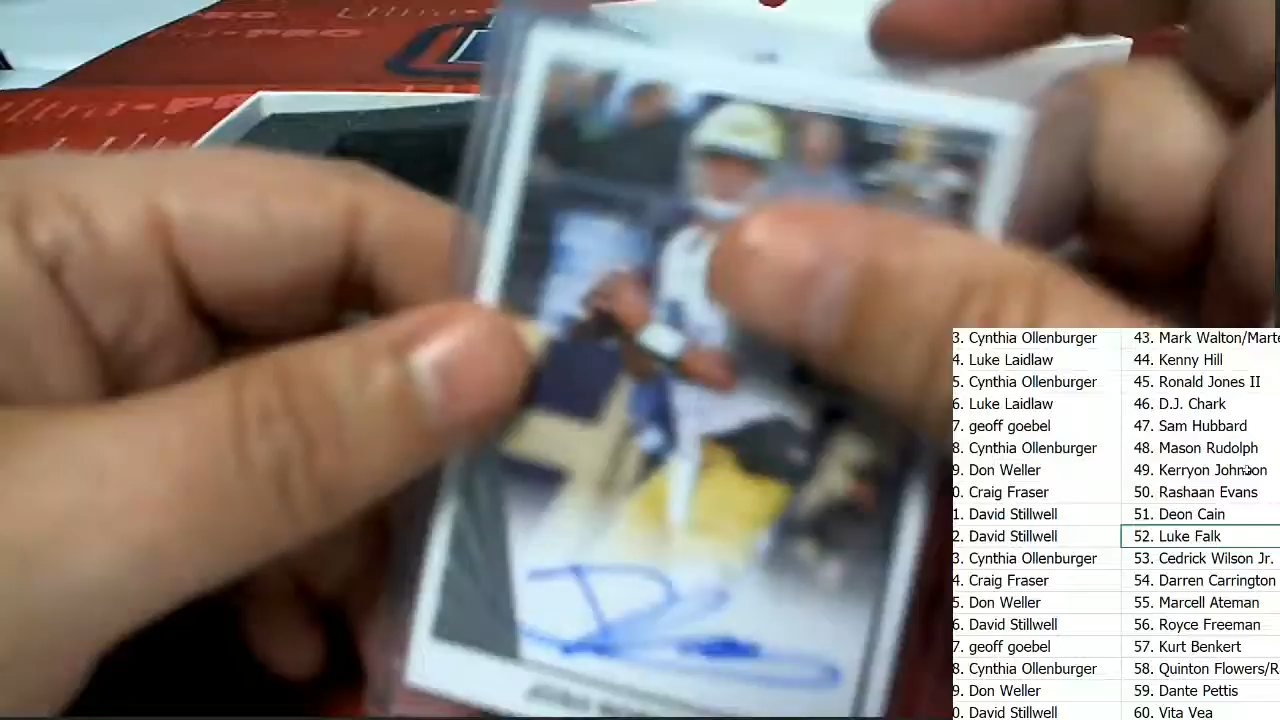 Ultra•PRO
3. Cynthia Ollenburger 43. Mark Walton/Marte
4. Luke Laidlaw 44. Kenny Hill
5. Cynthia Ollenburger 45. Ronald Jones II
6. Luke Laidlaw 46. D.J. Chark
7. geoff goebel 47. Sam Hubbard
8. Cynthia Ollenburger 48. Mason Rudolph
9. Don Weller 49. Kerryon Johnson
0. Craig Fraser 50. Rashaan Evans
1. David Stillwell 51. Deon Cain
2. David Stillwell 52. Luke Falk
3. Cynthia Ollenburger 53. Cedrick Wilson Jr.
4. Craig Fraser 54. Darren Carrington
5. Don Weller 55. Marcell Ateman
6. David Stillwell 56. Royce Freeman
7. geoff goebel 57. Kurt Benkert
8. Cynthia Ollenburger 58. Quinton Flowers/R
9. Don Weller 59. Dante Pettis
0. David Stillwell 60. Vita Vea